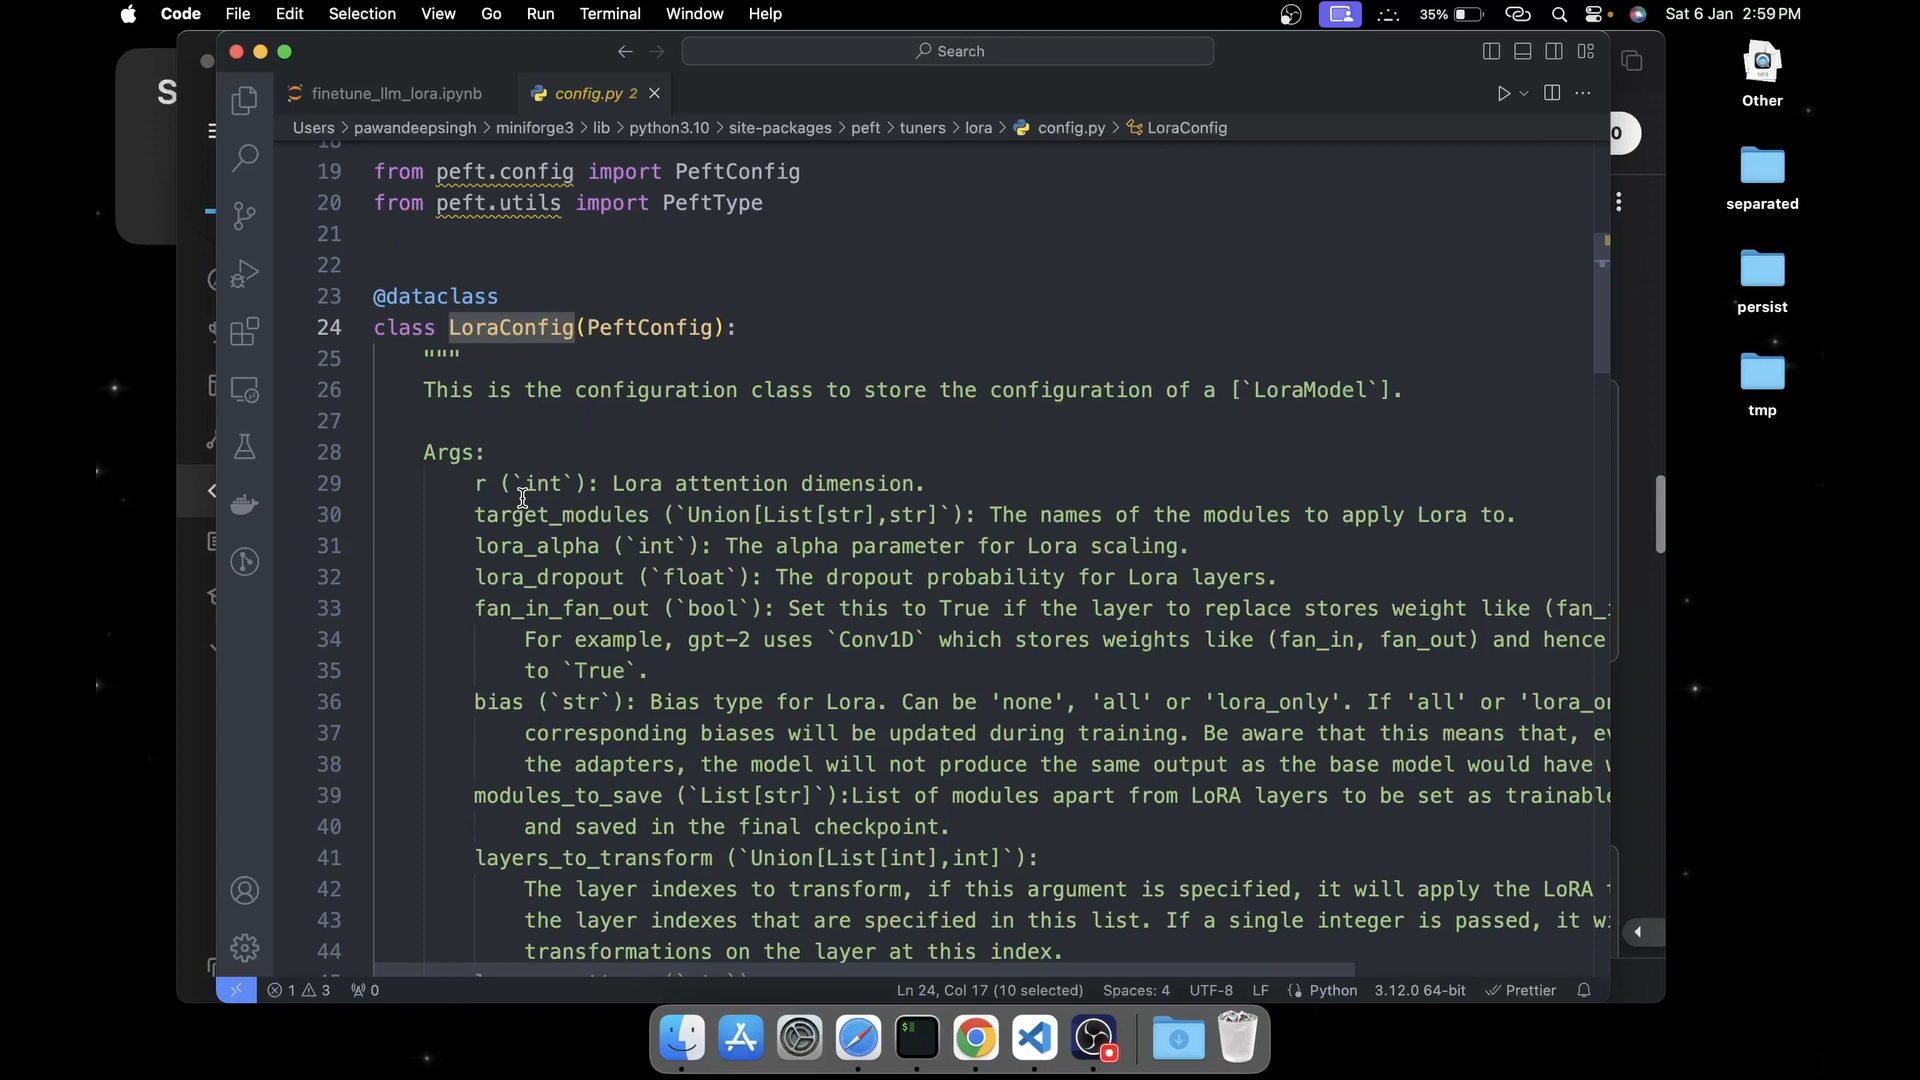 Code File Edit Selection View Go Run Terminal Window Help
35% Sat 6 Jan 2:59PM
S
Search
Other
finetune_llm_lora.ipynb config.py 2
Users > pawandeepsingh > miniforge3 > lib > python3.10 > site-packages > peft > tuners > lora > config.py > LoraConfig
separated
persist
tmp
19 from peft.config import PeftConfig
20 from peft.utils import PeftType
21
22
23 @dataclass
24 class LoraConfig(PeftConfig):
25 """
26 This is the configuration class to store the configuration of a [`LoraModel`].
27
28 Args:
29 r (`int`): Lora attention dimension.
30 target_modules (`Union[List[str],str]`): The names of the modules to apply Lora to.
31 lora_alpha (`int`): The alpha parameter for Lora scaling.
32 lora_dropout (`float`): The dropout probability for Lora layers.
33 fan_in_fan_out (`bool`): Set this to True if the layer to replace stores weight like (fan_
34 For example, gpt-2 uses `Conv1D` which stores weights like (fan_in, fan_out) and hence
35 to `True`.
36 bias (`str`): Bias type for Lora. Can be 'none', 'all' or 'lora_only'. If 'all' or 'lora_o
37 corresponding biases will be updated during training. Be aware that this means that, e
38 the adapters, the model will not produce the same output as the base model would have
39 modules_to_save (`List[str]`):List of modules apart from LoRA layers to be set as trainabl
40 and saved in the final checkpoint.
41 layers_to_transform (`Union[List[int],int]`):
42 The layer indexes to transform, if this argument is specified, it will apply the LoRA
43 the layer indexes that are specified in this list. If a single integer is passed, it w
44 transformations on the layer at this index.
1 3 0 Ln 24, Col 17 (10 selected) Spaces: 4 UTF-8 LF Python 3.12.0 64-bit Prettier